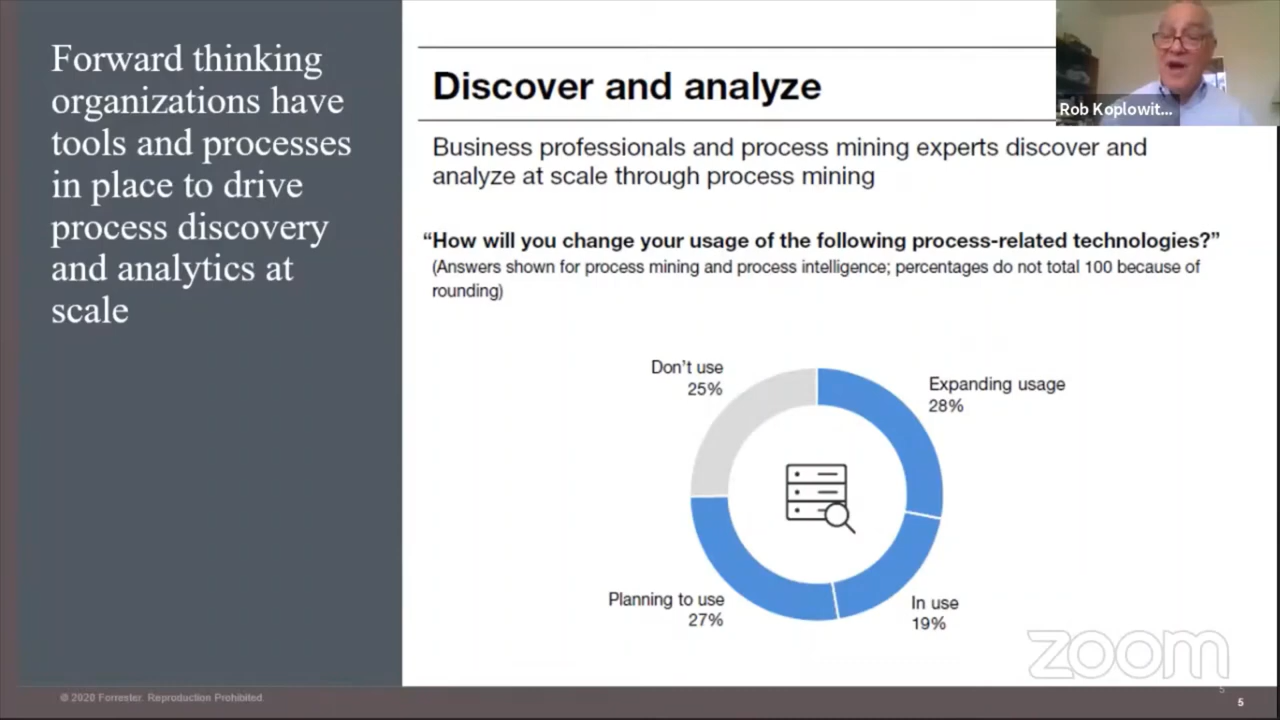 Forward thinking
organizations have
tools and processes
in place to drive
process discovery
and analytics at
scale
Discover and analyze
Rob Koplowit...
Business professionals and process mining experts discover and
analyze at scale through process mining
“How will you change your usage of the following process-related technologies?”
(Answers shown for process mining and process intelligence; percentages do not total 100 because of
rounding)
Don’t use
25%
Expanding usage
28%
Planning to use
27%
In use
19%
zoom
© 2020 Forrester. Reproduction Prohibited.
5
5